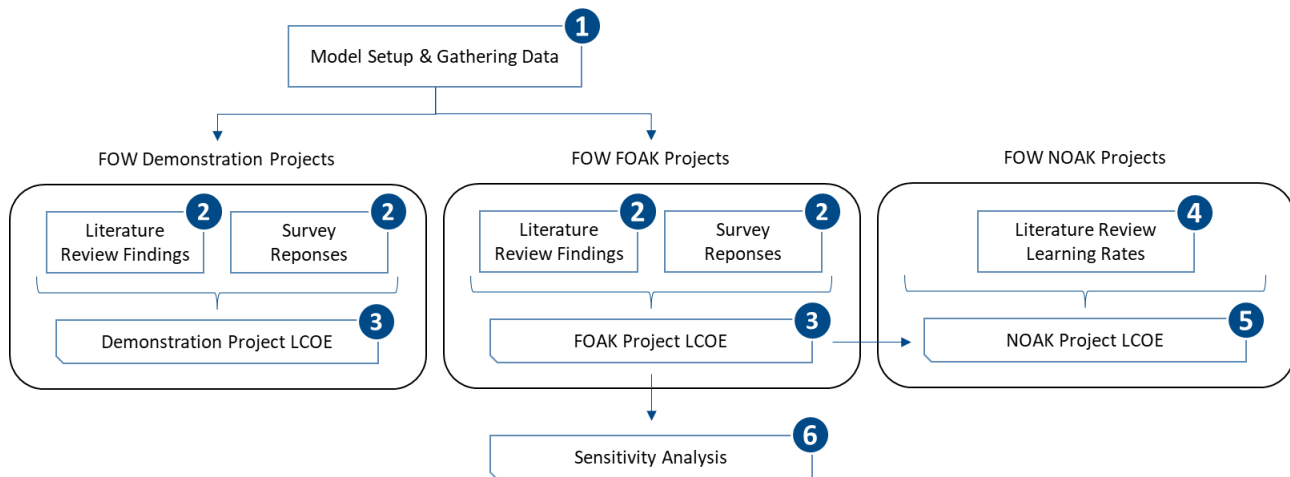 1
Model Setup & Gathering Data
FOW Demonstration Projects
FOW FOAK Projects
FOW NOAK Projects
2
Literature
Review Findings
2
Survey
Reponses
2
Literature
Review Findings
2
Survey
Reponses
4
Literature Review
Learning Rates
3
Demonstration Project LCOE
3
FOAK Project LCOE
5
NOAK Project LCOE
6
Sensitivity Analysis